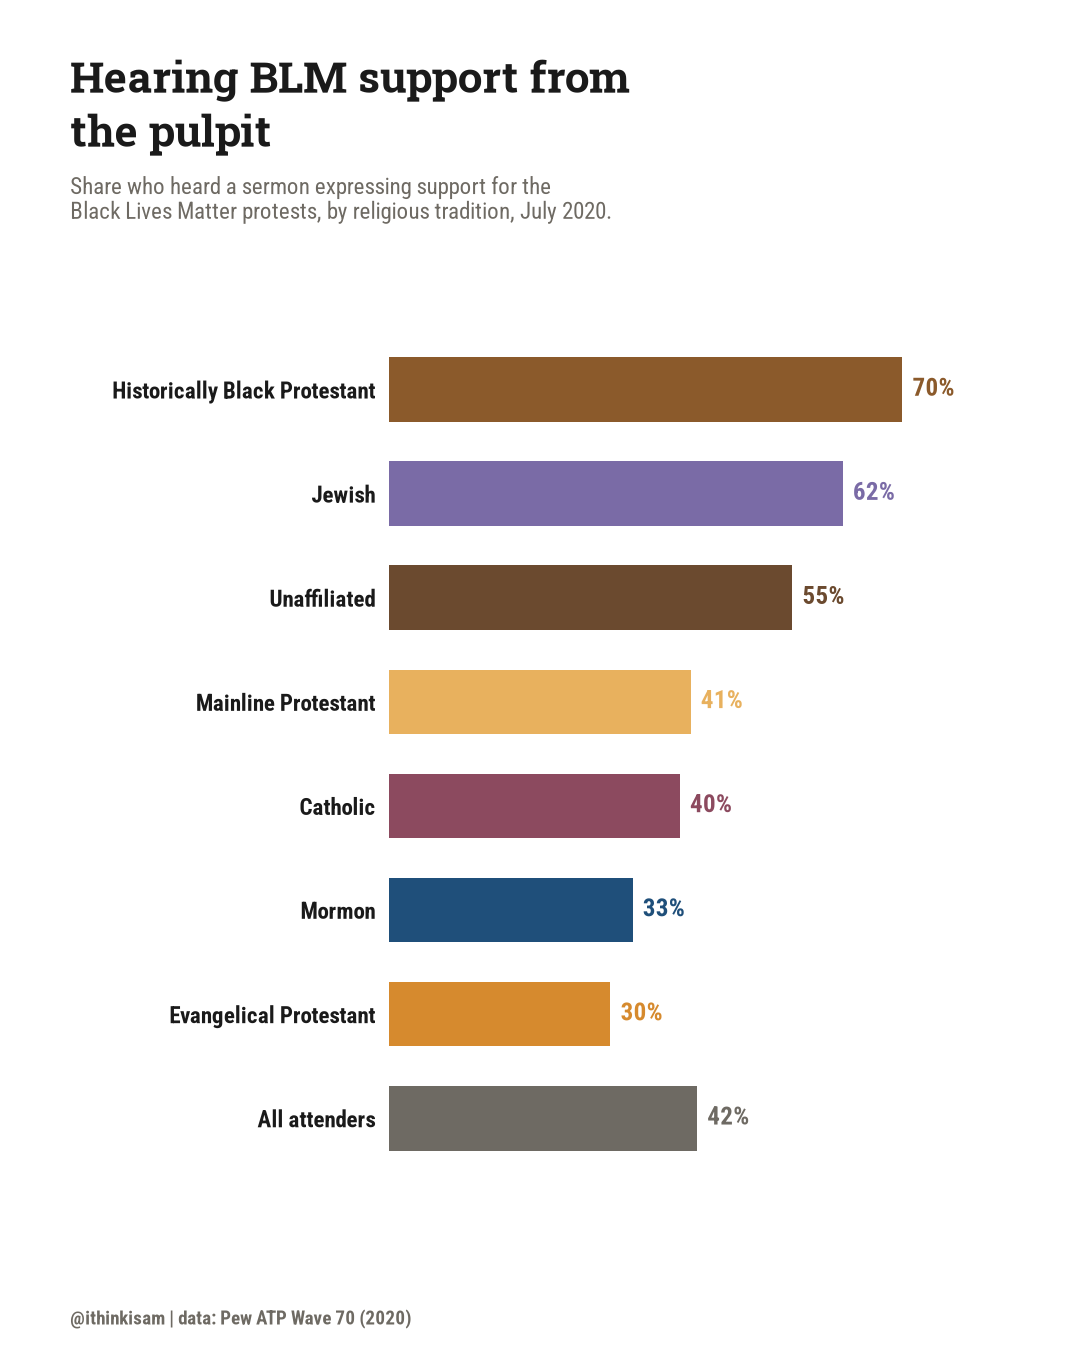 Hearing BLM support from
the pulpit
Share who heard a sermon expressing support for the
Black Lives Matter protests, by religious tradition, July 2020.
Historically Black Protestant 70%
Jewish 62%
Unaffiliated 55%
Mainline Protestant 41%
Catholic 40%
Mormon 33%
Evangelical Protestant 30%
All attenders 42%
@ithinkisam | data: Pew ATP Wave 70 (2020)